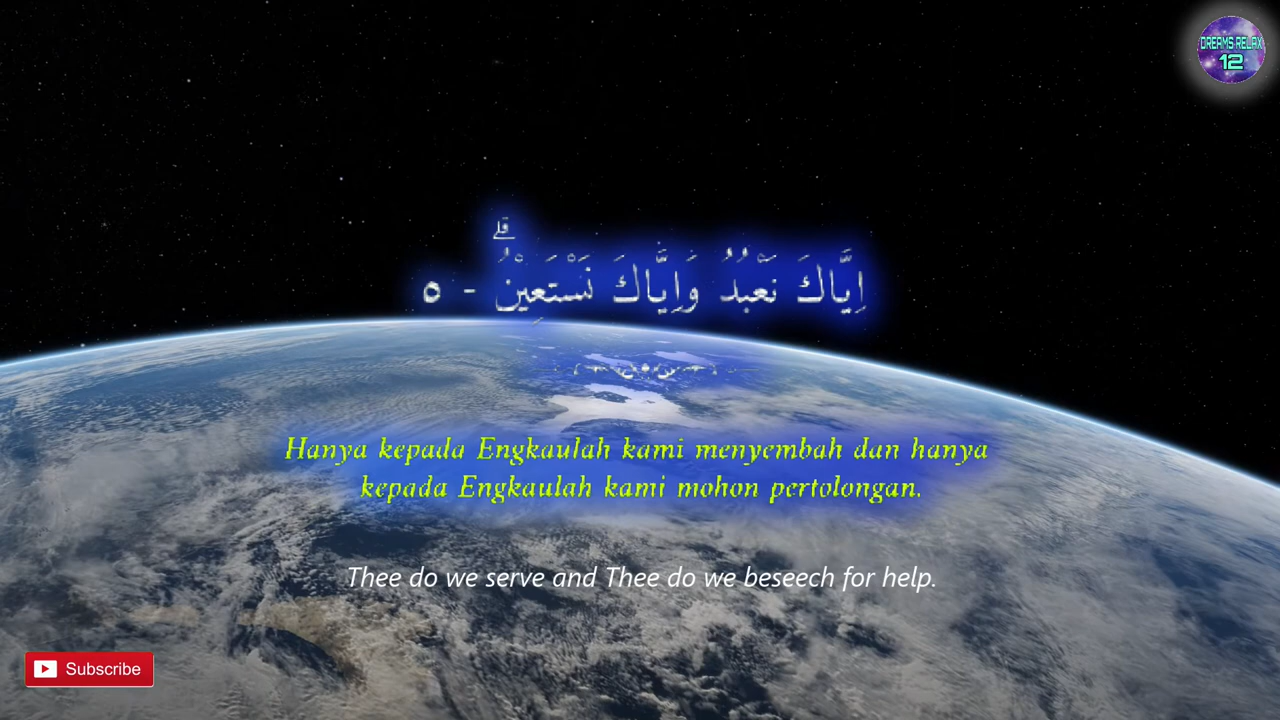 DREAMS RELAX
12
اِيَّاكَ نَعْبُدُ وَاِيَّاكَ نَسْتَعِيْنُۗ - ٥
Hanya kepada Engkaulah kami menyembah dan hanya
kepada Engkaulah kami mohon pertolongan.
Thee do we serve and Thee do we beseech for help.
Subscribe